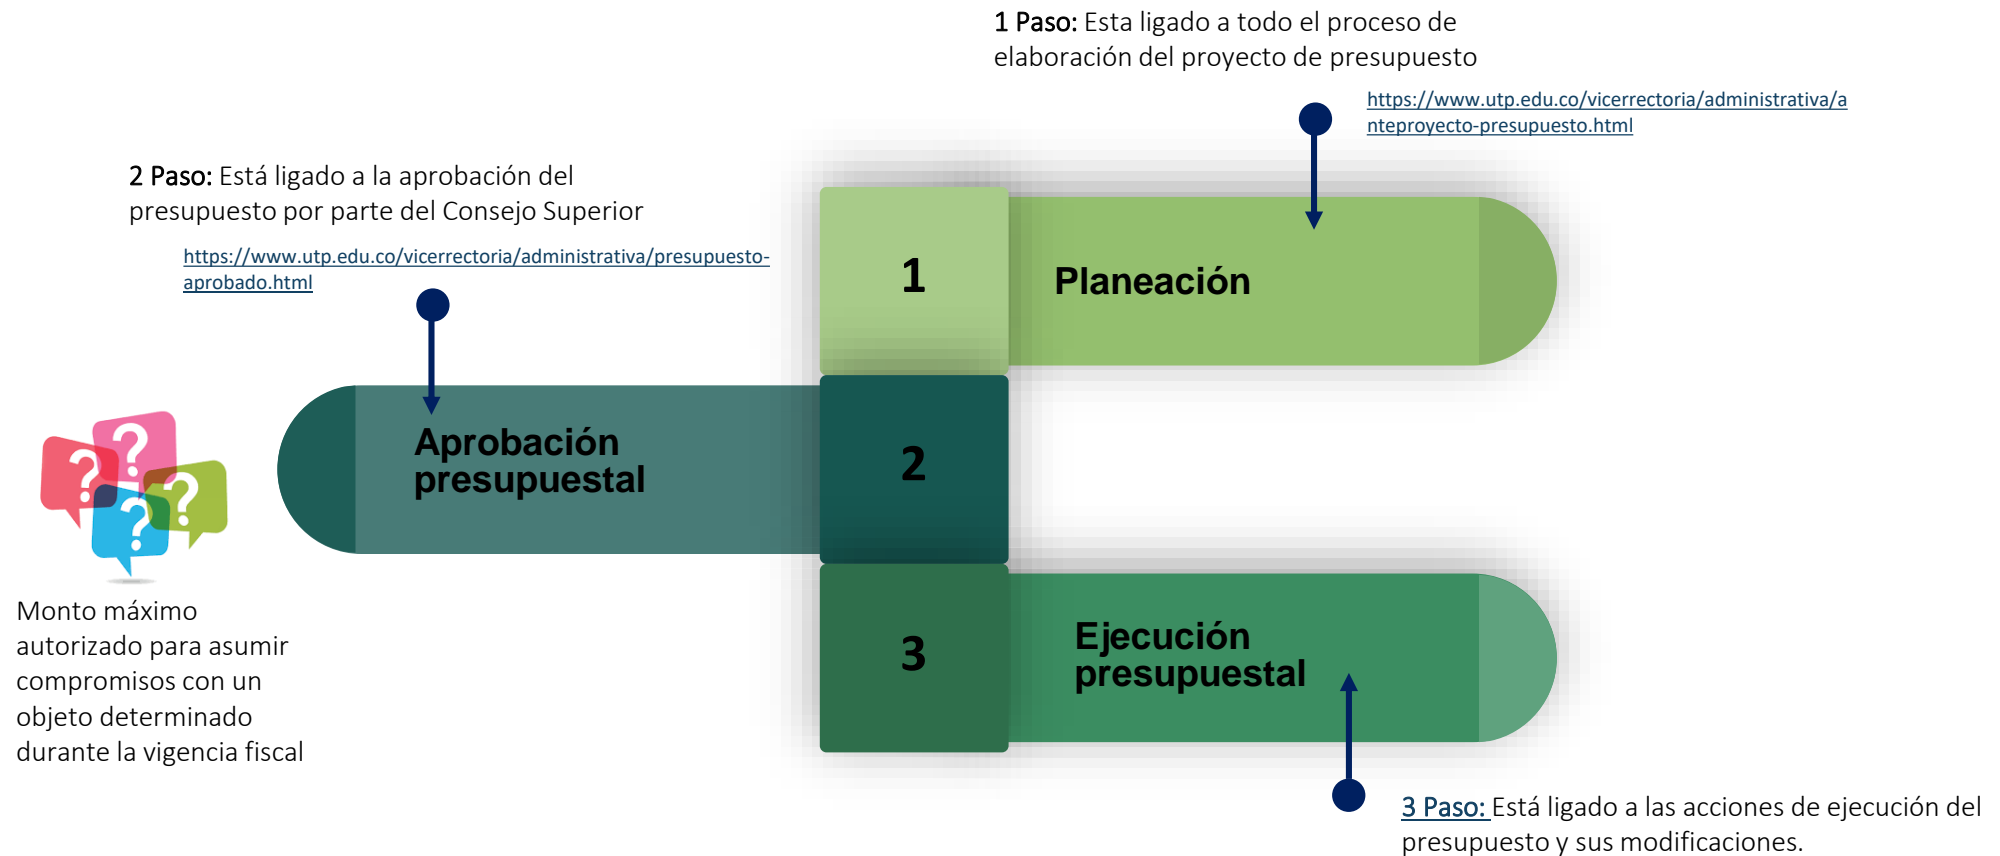 1 Paso: Esta ligado a todo el proceso de
elaboración del proyecto de presupuesto
https://www.utp.edu.co/vicerrectoria/administrativa/a
nteproyecto-presupuesto.html
2 Paso: Está ligado a la aprobación del
presupuesto por parte del Consejo Superior
https://www.utp.edu.co/vicerrectoria/administrativa/presupuesto-
aprobado.html
1
Planeación
Aprobación
presupuestal
2
? ? ? ?
Monto máximo
autorizado para asumir
compromisos con un
objeto determinado
durante la vigencia fiscal
3
Ejecución
presupuestal
3 Paso: Está ligado a las acciones de ejecución del
presupuesto y sus modificaciones.